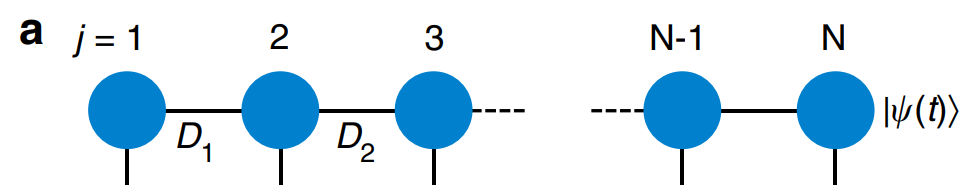 a j = 1 2 3 N-1 N
D₁ D₂ |ψ(t)⟩